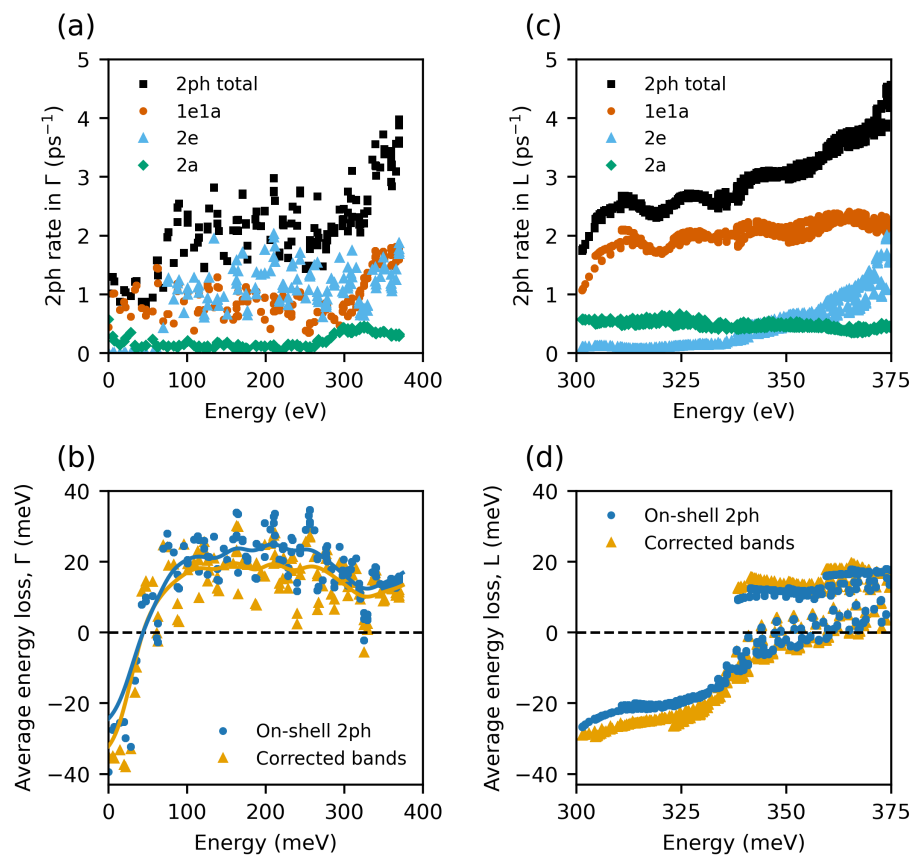 (a)
2ph rate in Γ (ps⁻¹)
5
4
3
2
1
0
2ph total
1e1a
2e
2a
0 100 200 300 400
Energy (eV)
(c)
2ph rate in L (ps⁻¹)
5
4
3
2
1
0
2ph total
1e1a
2e
2a
301 325 350 375
Energy (eV)
(b)
Average energy loss, Γ (meV)
40
20
0
−20
−40
On-shell 2ph
Corrected bands
0 100 200 300 400
Energy (meV)
(d)
Average energy loss, L (meV)
40
20
0
−20
−40
On-shell 2ph
Corrected bands
300 325 350 375
Energy (meV)